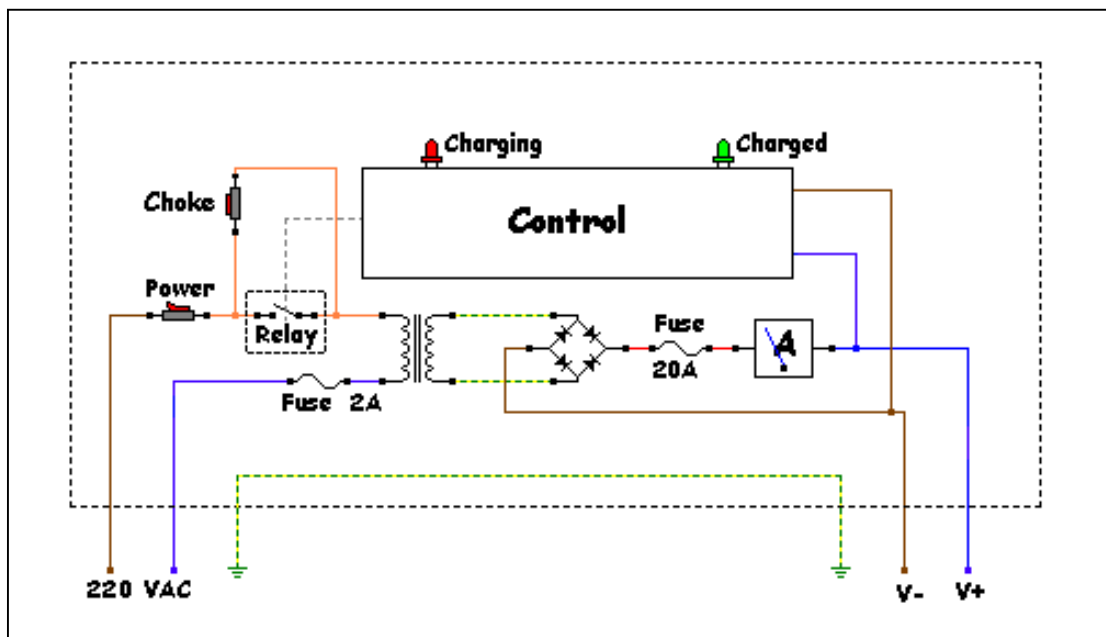 Charging
Charged
Choke
Control
Power
Relay
Fuse
20A
A
Fuse 2A
220 VAC
V-
V+